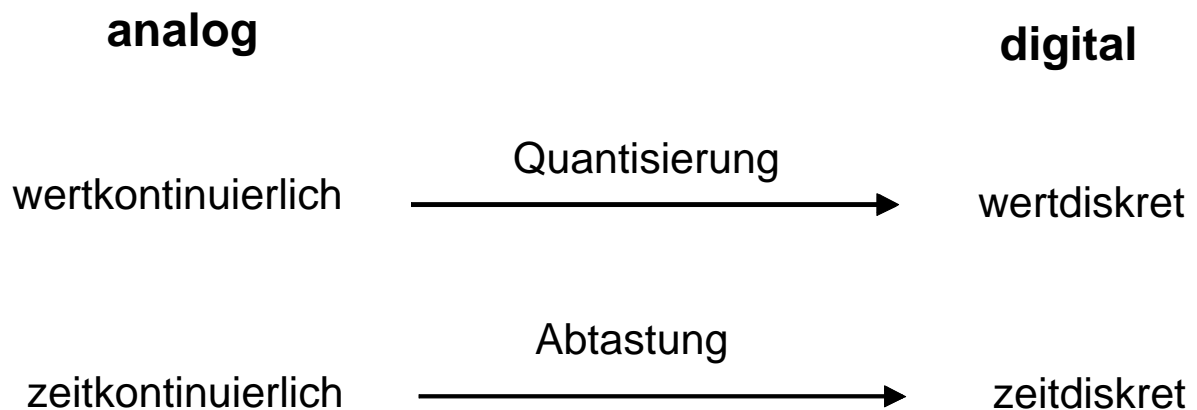 analog
digital
Quantisierung
wertkontinuierlich
wertdiskret
Abtastung
zeitkontinuierlich
zeitdiskret